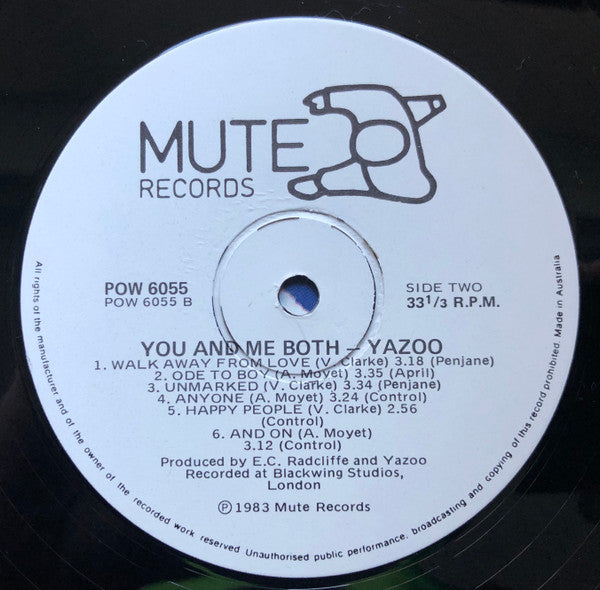 MUTE
RECORDS
POW 6055
POW 6055 B
SIDE TWO
33 1/3 R.P.M.
YOU AND ME BOTH – YAZOO
1. WALK AWAY FROM LOVE (V. Clarke) 3.18 (Penjane)
2. ODE TO BOY (A. Moyet) 3.35 (April)
3. UNMARKED (V. Clarke) 3.34 (Penjane)
4. ANYONE (A. Moyet) 3.24 (Control)
5. HAPPY PEOPLE (V. Clarke) 2.56
(Control)
6. AND ON (A. Moyet)
3.12 (Control)
Produced by E.C. Radcliffe and Yazoo
Recorded at Blackwing Studios,
London
℗ 1983 Mute Records
All rights of the manufacturer and of the owner of the recorded work reserved Unauthorised public performance, broadcasting and copying of this record prohibited. Made in Australia